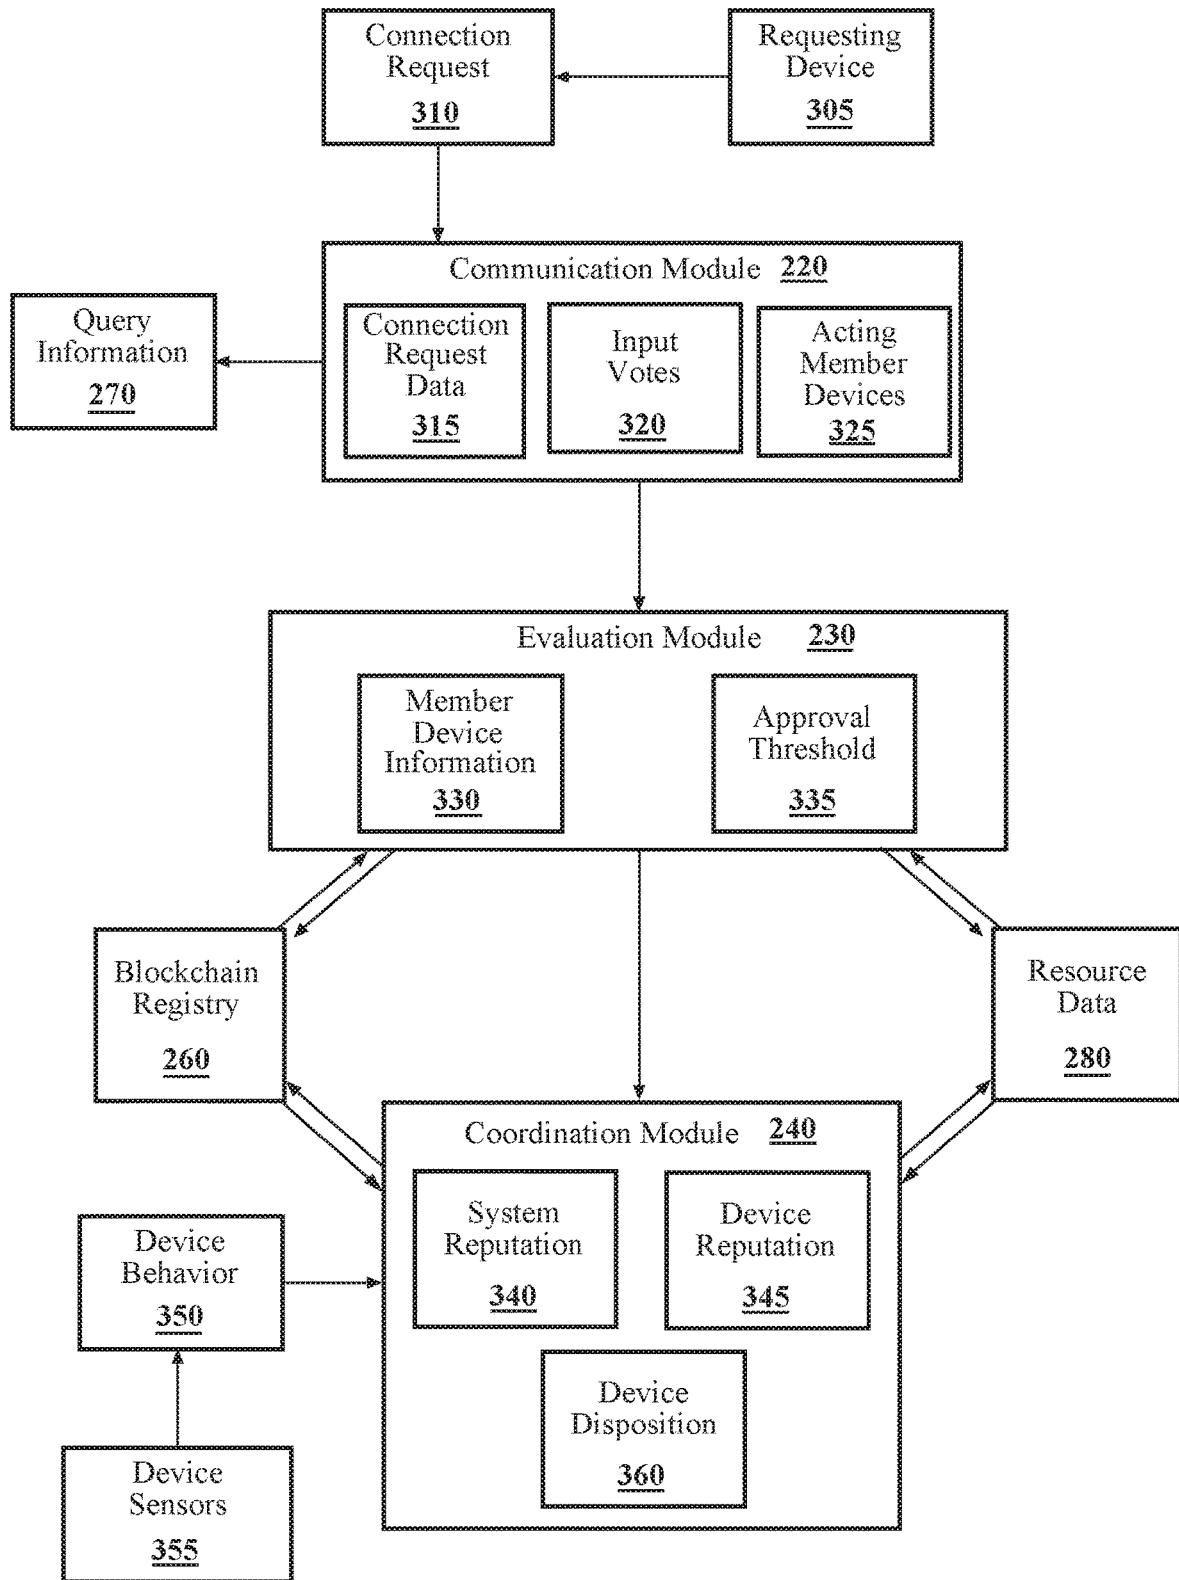 Connection
Request
310
Requesting
Device
305
Communication Module 220
Query
Information
270
Connection
Request
Data
315
Input
Votes
320
Acting
Member
Devices
325
Evaluation Module 230
Member
Device
Information
330
Approval
Threshold
335
Blockchain
Registry
260
Resource
Data
280
Coordination Module 240
System
Reputation
340
Device
Reputation
345
Device
Behavior
350
Device
Disposition
360
Device
Sensors
355